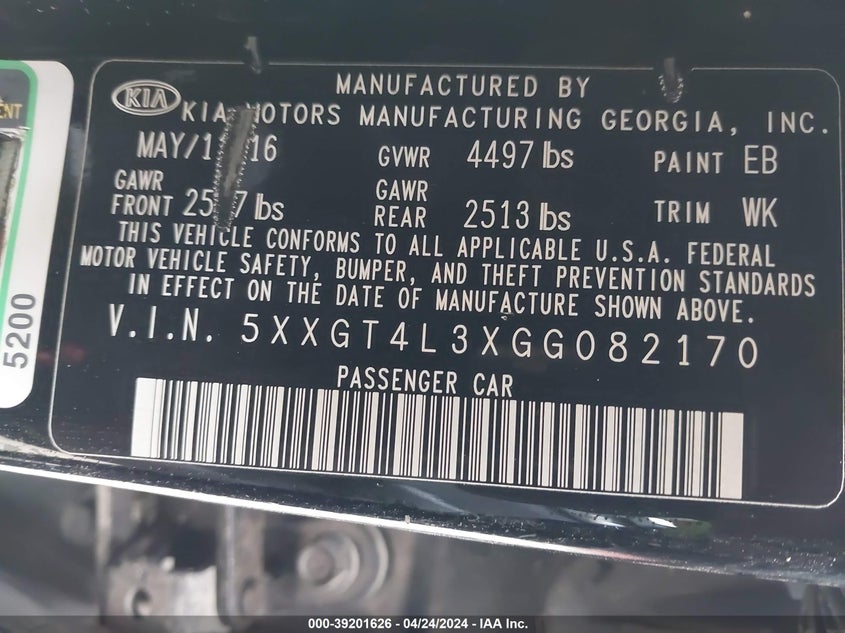 MANUFACTURED BY
KIA KIA MOTORS MANUFACTURING GEORGIA, INC.
GVWR 4497 lbs PAINT EB
GAWR GAWR
FRONT REAR 2513 lbs TRIM WK
THIS VEHICLE CONFORMS TO ALL APPLICABLE U.S.A. FEDERAL
MOTOR VEHICLE SAFETY, BUMPER, AND THEFT PREVENTION STANDARDS
IN EFFECT ON THE DATE OF MANUFACTURE SHOWN ABOVE.
V.I.N. 5XXGT4L3XGG082170
PASSENGER CAR
5200
000-39201626 - 04/24/2024 - IAA Inc.